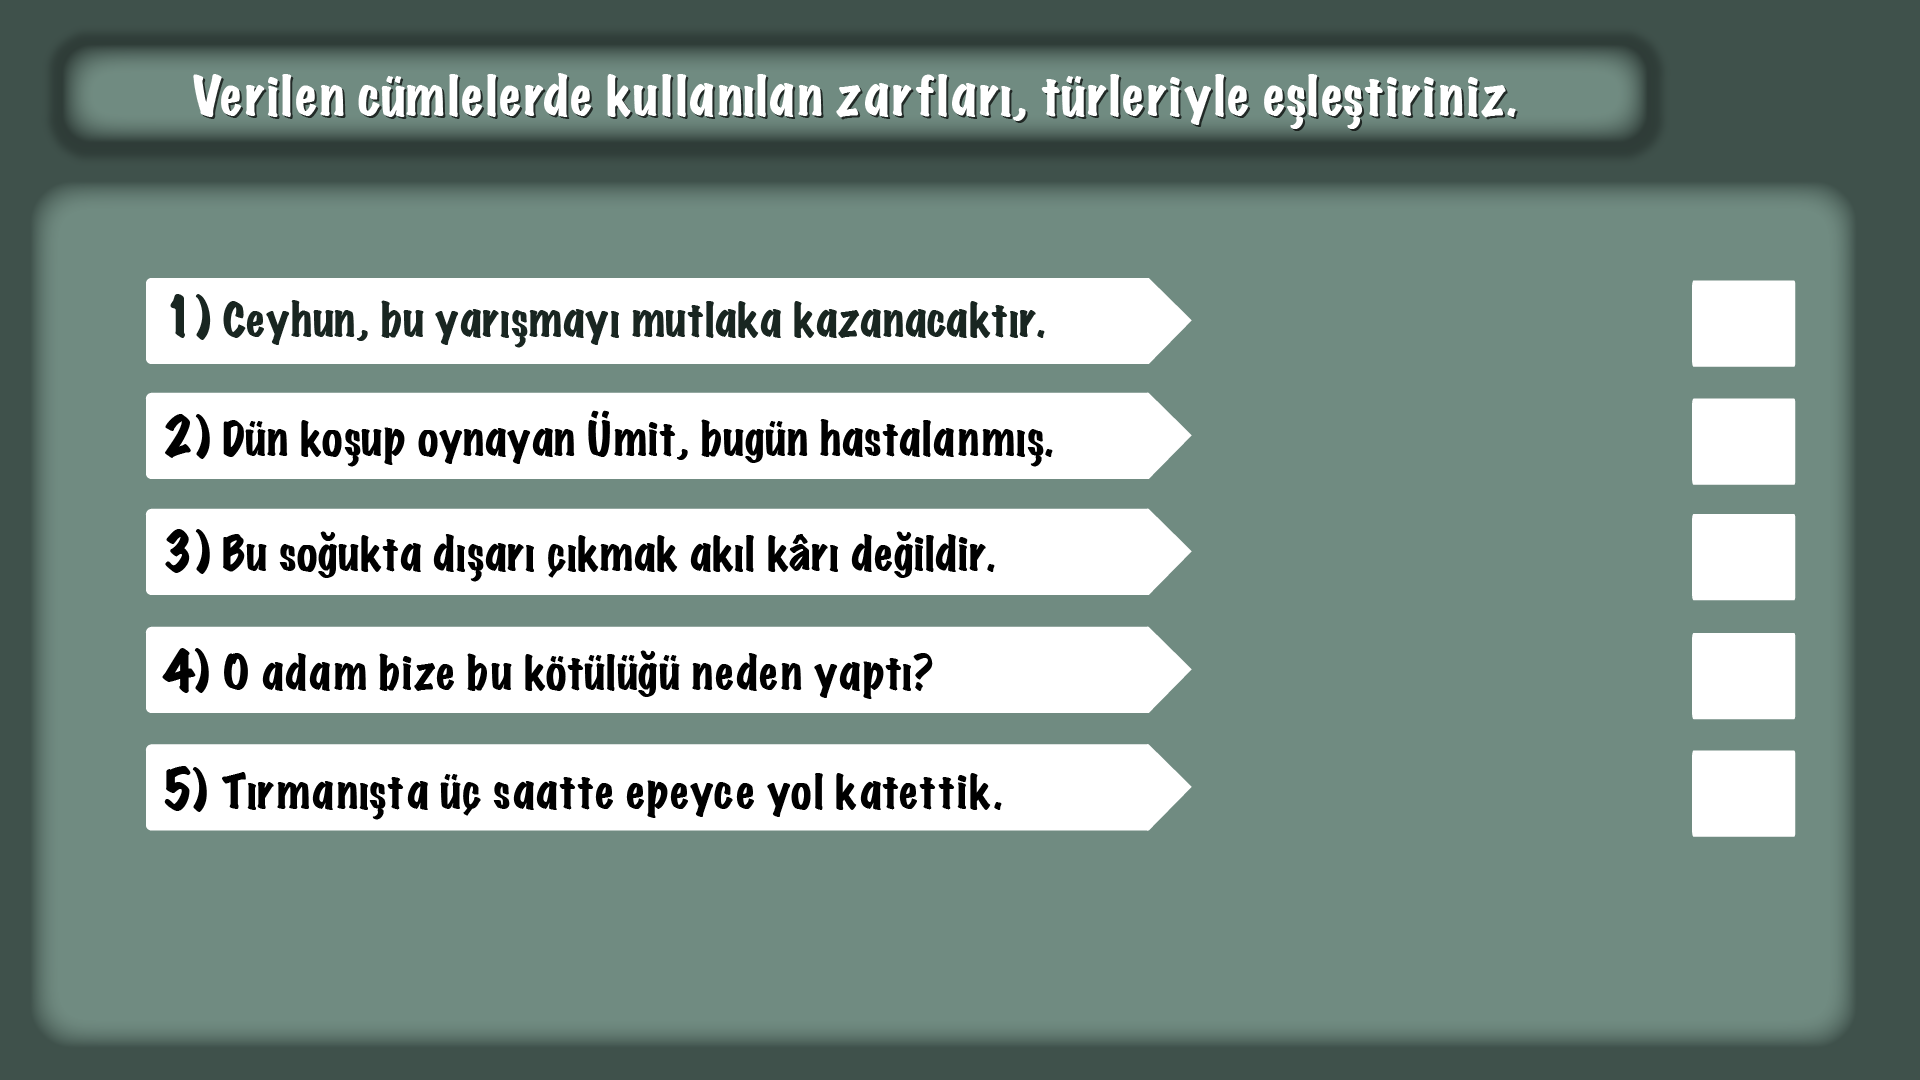 Verilen cümlelerde kullanılan zarfları, türleriyle eşleştiriniz.
1) Ceyhun, bu yarışmayı mutlaka kazanacaktır.
2) Dün koşup oynayan Ümit, bugün hastalanmış.
3) Bu soğukta dışarı çıkmak akıl kârı değildir.
4) O adam bize bu kötülüğü neden yaptı?
5) Tırmanışta üç saatte epeyce yol katettik.